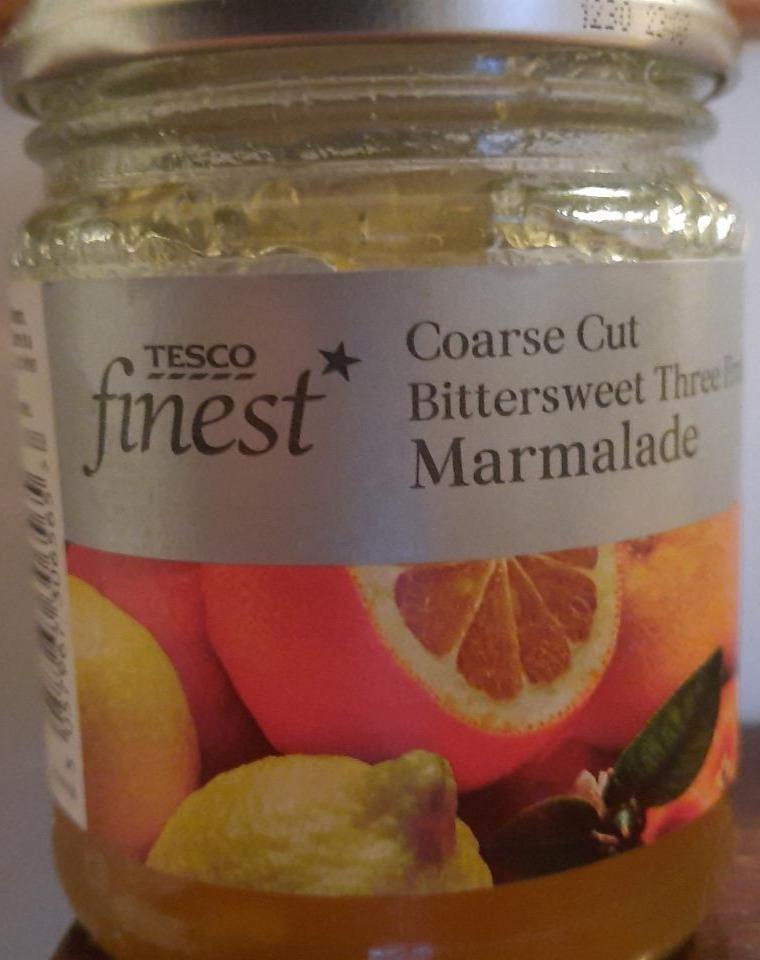 TESCO
finest
Coarse Cut
Bittersweet Three
Marmalade